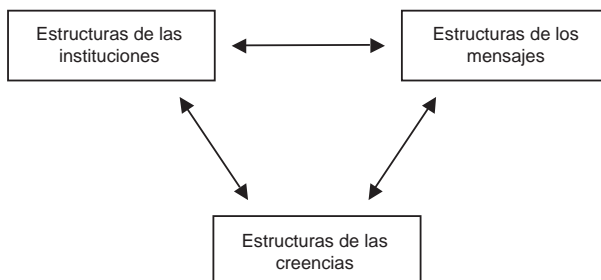 Estructuras de las
instituciones
Estructuras de los
mensajes
Estructuras de las
creencias